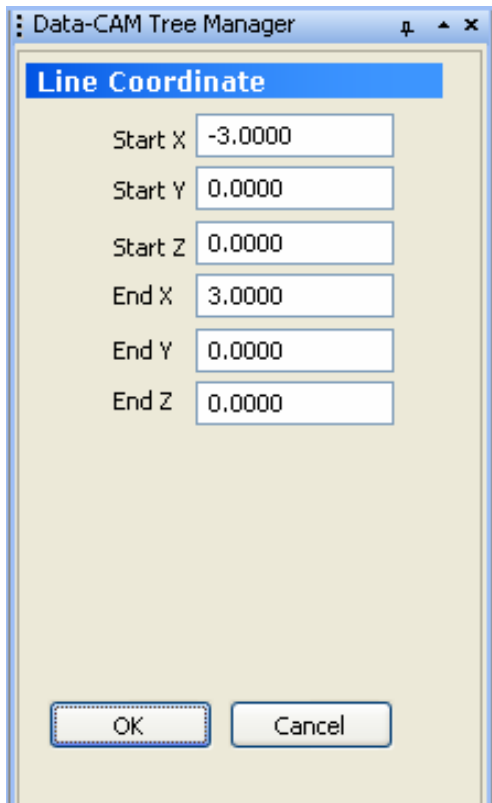 Data-CAM Tree Manager
Line Coordinate
Start X -3.0000
Start Y 0.0000
Start Z 0.0000
End X 3.0000
End Y 0.0000
End Z 0.0000
OK Cancel